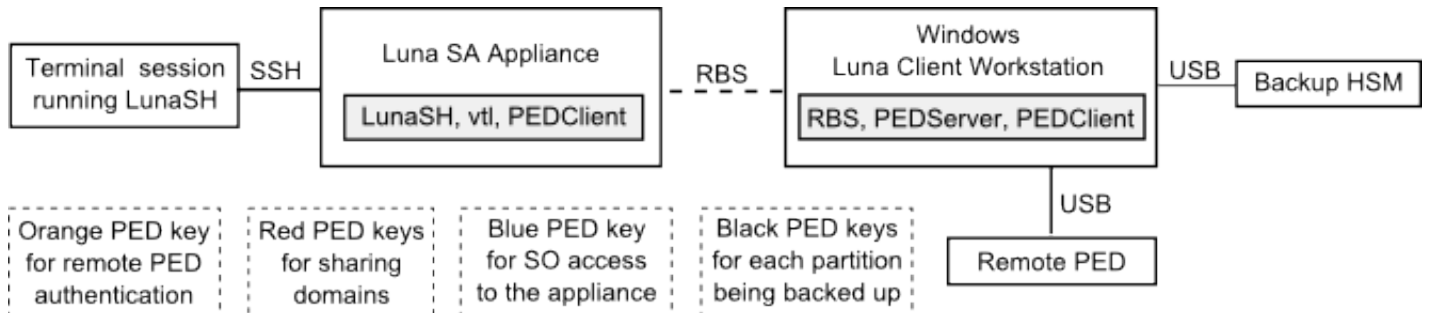 Terminal session
running LunaSH
SSH
Luna SA Appliance
LunaSH, vtl, PEDClient
RBS
Windows
Luna Client Workstation
RBS, PEDServer, PEDClient
USB
Backup HSM
USB
Remote PED
Orange PED key
for remote PED
authentication
Red PED keys
for sharing
domains
Blue PED key
for SO access
to the appliance
Black PED keys
for each partition
being backed up